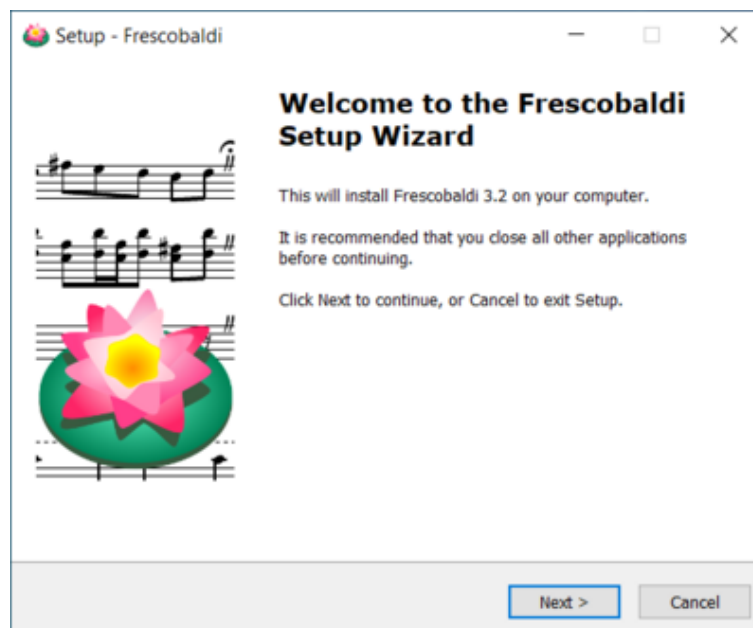 Setup - Frescobaldi
Welcome to the Frescobaldi
Setup Wizard
This will install Frescobaldi 3.2 on your computer.
It is recommended that you close all other applications
before continuing.
Click Next to continue, or Cancel to exit Setup.
Next >
Cancel